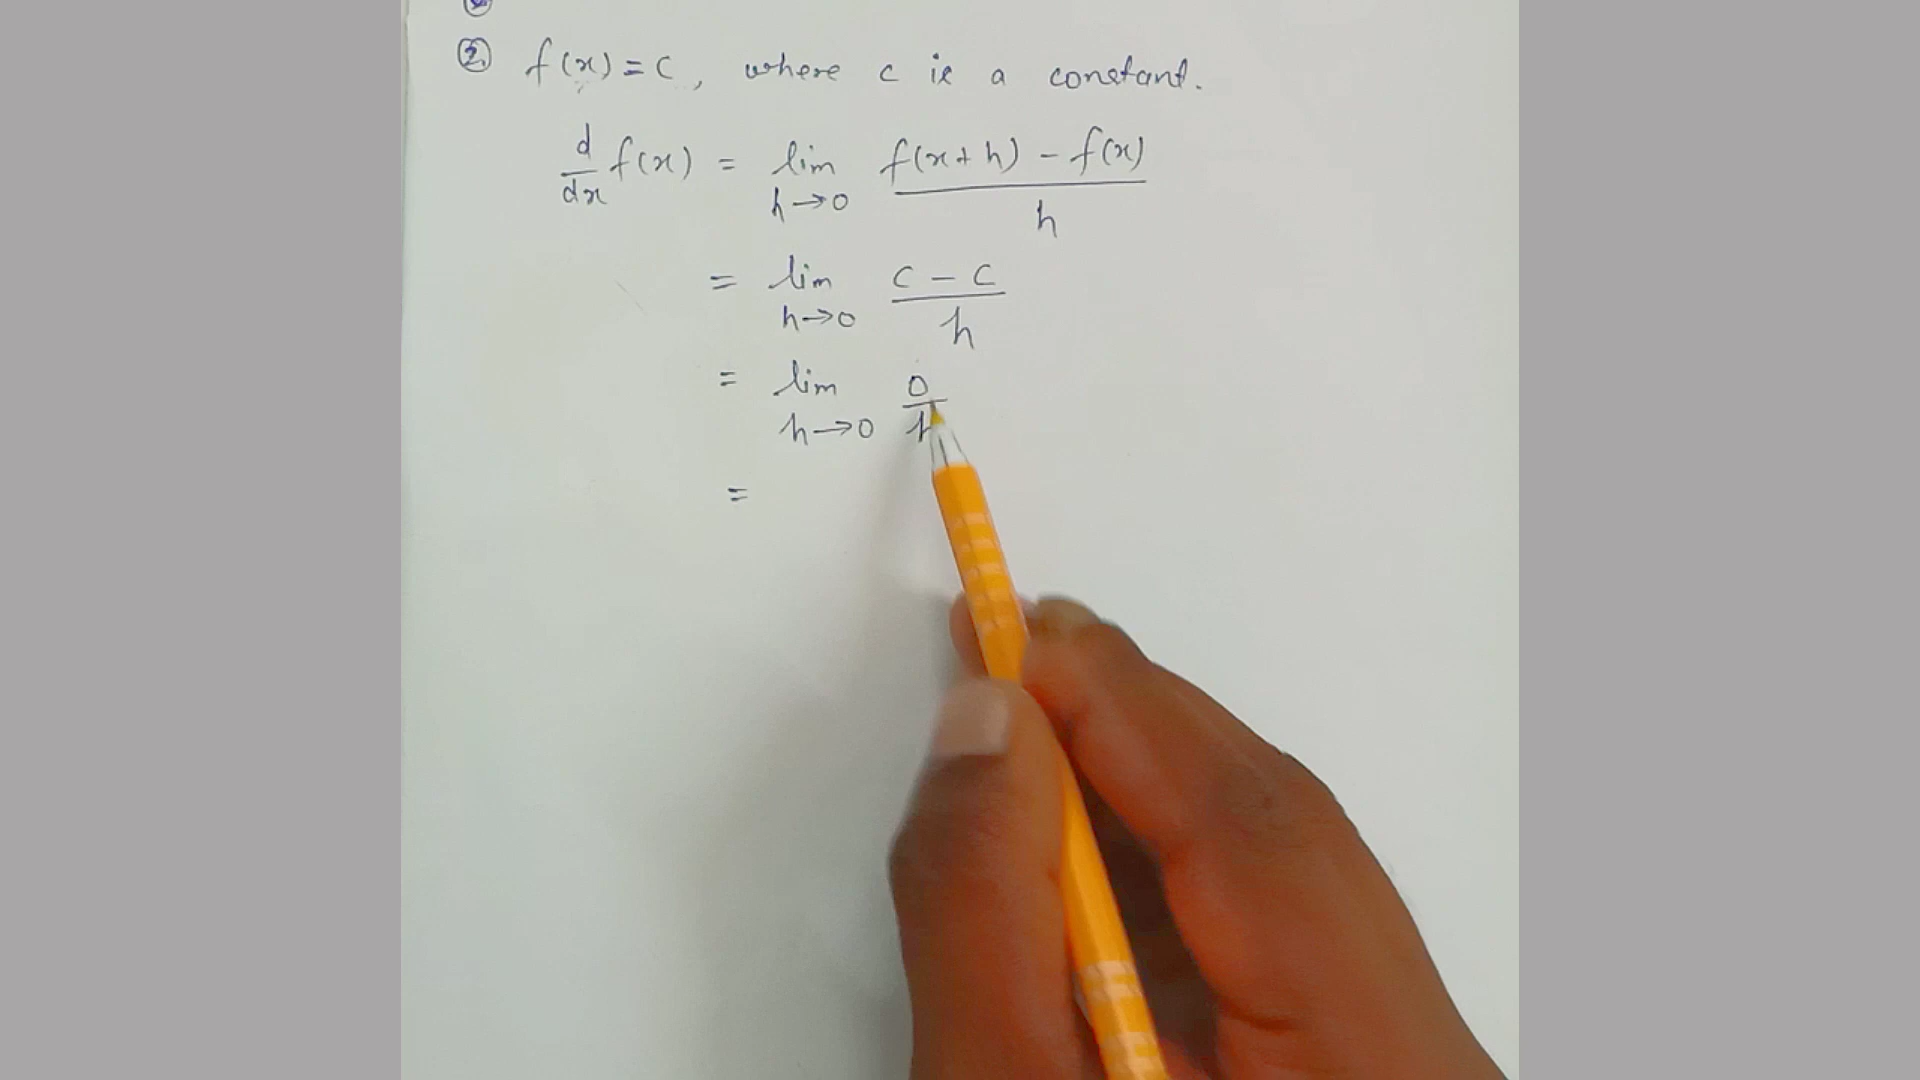 ② f(x) = c, where c is a constant.
d/dx f(x) = lim h→0 f(x+h) - f(x) / h
= lim h→0 c - c / h
= lim h→0 0 / h
=